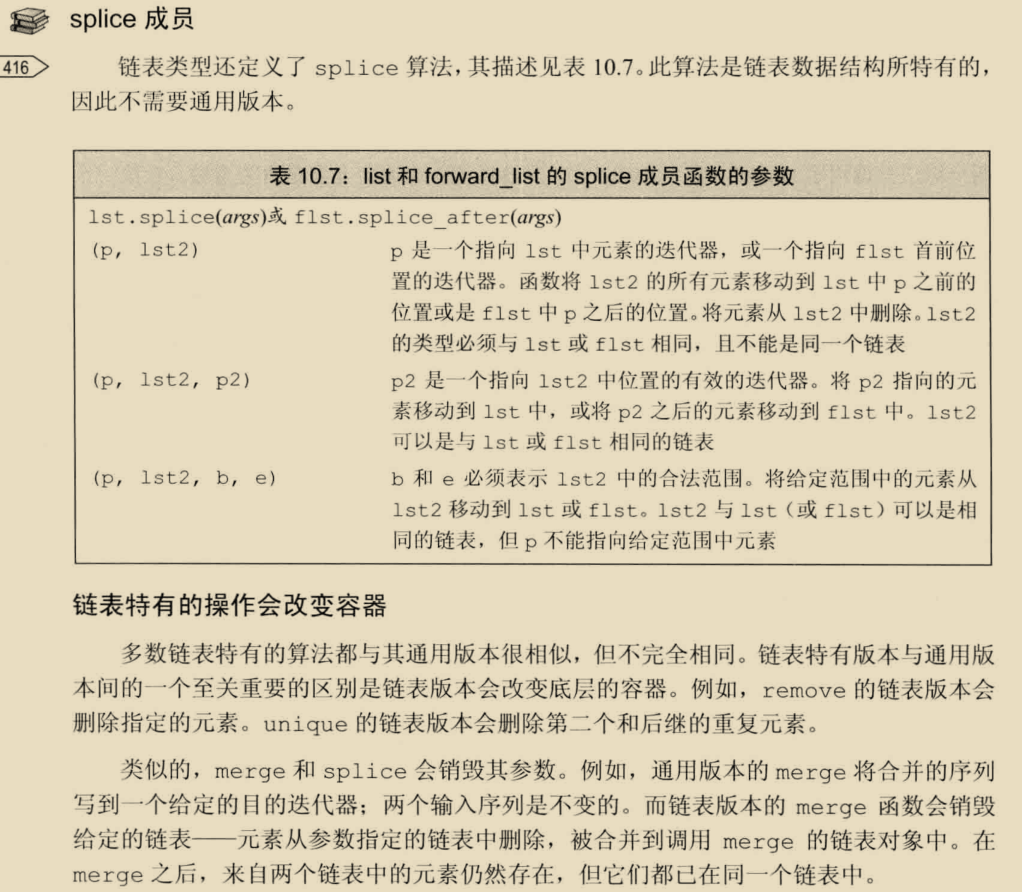 splice 成员
416
链表类型还定义了 splice 算法,其描述见表 10.7。此算法是链表数据结构所特有的,
因此不需要通用版本。
表 10.7：list 和 forward_list 的 splice 成员函数的参数
lst.splice(args)或 flst.splice_after(args)
(p, lst2)
p 是一个指向 lst 中元素的迭代器，或一个指向 flst 首前位
置的迭代器。函数将 lst2 的所有元素移动到 lst 中 p 之前的
位置或是 flst 中 p 之后的位置。将元素从 lst2 中删除。lst2
的类型必须与 lst 或 flst 相同，且不能是同一个链表
(p, lst2, p2)
p2 是一个指向 lst2 中位置的有效的迭代器。将 p2 指向的元
素移动到 lst 中，或将 p2 之后的元素移动到 flst 中。lst2
可以是与 lst 或 flst 相同的链表
(p, lst2, b, e)
b 和 e 必须表示 lst2 中的合法范围。将给定范围中的元素从
lst2 移动到 lst 或 flst。lst2 与 lst（或 flst）可以是相
同的链表，但 p 不能指向给定范围中元素
链表特有的操作会改变容器
多数链表特有的算法都与其通用版本很相似，但不完全相同。链表特有版本与通用版
本间的一个至关重要的区别是链表版本会改变底层的容器。例如，remove 的链表版本会
删除指定的元素。unique 的链表版本会删除第二个和后继的重复元素。
类似的，merge 和 splice 会销毁其参数。例如，通用版本的 merge 将合并的序列
写到一个给定的目的迭代器；两个输入序列是不变的。而链表版本的 merge 函数会销毁
给定的链表——元素从参数指定的链表中删除，被合并到调用 merge 的链表对象中。在
merge 之后，来自两个链表中的元素仍然存在，但它们都已在同一个链表中。